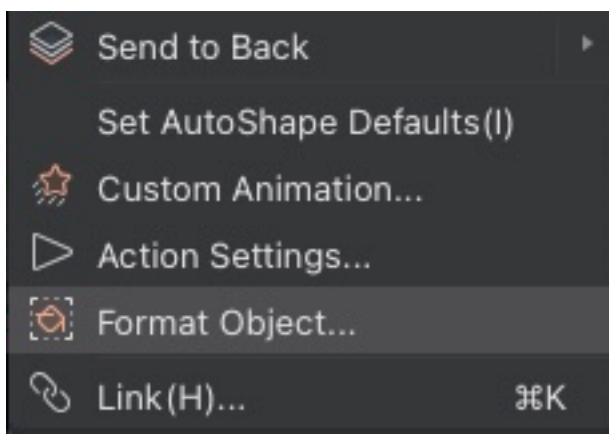 Send to Back
Set AutoShape Defaults(I)
Custom Animation...
Action Settings...
Format Object...
Link(H)... ⌘K